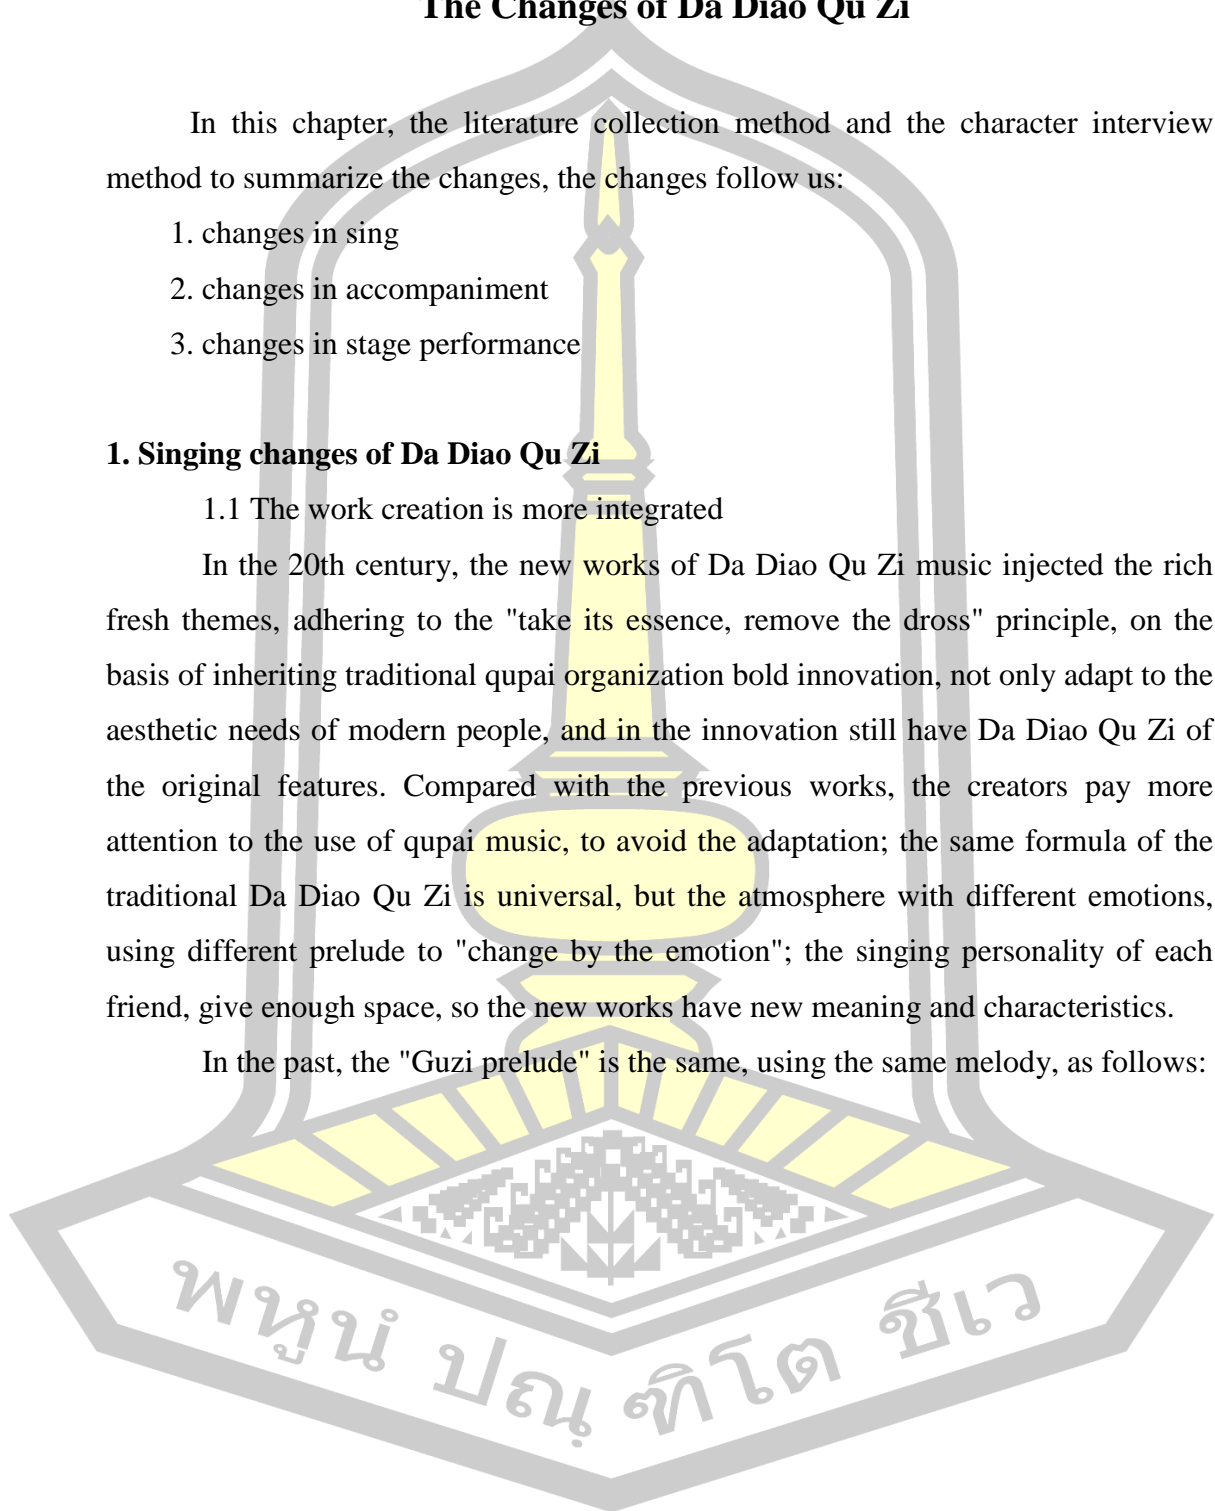 The Changes of Da Diao Qu Zi
In this chapter, the literature collection method and the character interview
method to summarize the changes, the changes follow us:
1. changes in sing
2. changes in accompaniment
3. changes in stage performance
1. Singing changes of Da Diao Qu Zi
1.1 The work creation is more integrated
In the 20th century, the new works of Da Diao Qu Zi music injected the rich
fresh themes, adhering to the "take its essence, remove the dross" principle, on the
basis of inheriting traditional qupai organization bold innovation, not only adapt to the
aesthetic needs of modern people, and in the innovation still have Da Diao Qu Zi of
the original features. Compared with the previous works, the creators pay more
attention to the use of qupai music, to avoid the adaptation; the same formula of the
traditional Da Diao Qu Zi is universal, but the atmosphere with different emotions,
using different prelude to "change by the emotion"; the singing personality of each
friend, give enough space, so the new works have new meaning and characteristics.
In the past, the "Guzi prelude" is the same, using the same melody, as follows:
พหูนํ ปณฺฑิโต ชีเว